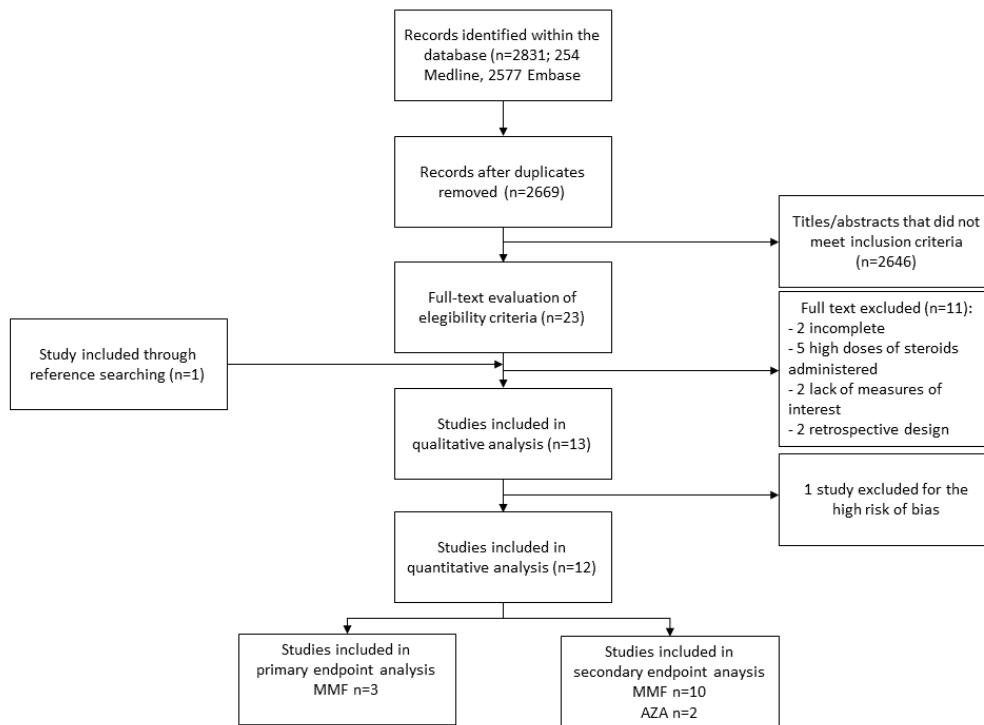 Records identified within the
database (n=2831; 254
Medline, 2577 Embase
Records after duplicates
removed (n=2669)
Titles/abstracts that did not
meet inclusion criteria
(n=2646)
Full-text evaluation of
elegibility criteria (n=23)
Study included through
reference searching (n=1)
Full text excluded (n=11):
- 2 incomplete
- 5 high doses of steroids
administered
- 2 lack of measures of
interest
- 2 retrospective design
Studies included in
qualitative analysis (n=13)
1 study excluded for the
high risk of bias
Studies included in
quantitative analysis (n=12)
Studies included in
primary endpoint analysis
MMF n=3
Studies included in
secondary endpoint anaysis
MMF n=10
AZA n=2